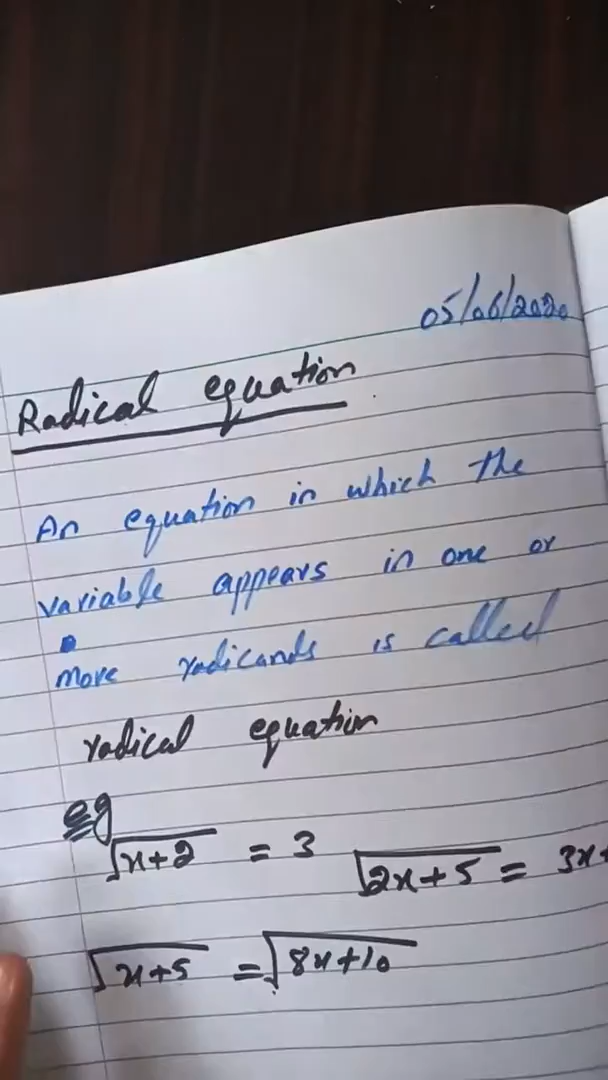 05/06/2020
Radical equation
An equation in which the
variable appears in one or
more radicands is called
radical equation
eg
√x+2 = 3 √2x+5 = 3x+
√x+5 = √8x+10